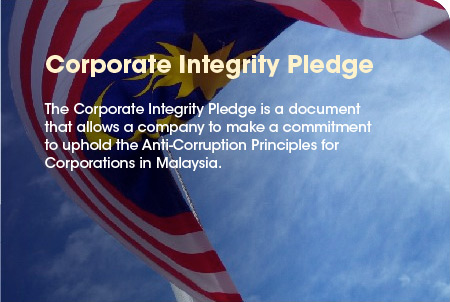 Corporate Integrity Pledge
The Corporate Integrity Pledge is a document
that allows a company to make a commitment
to uphold the Anti-Corruption Principles for
Corporations in Malaysia.